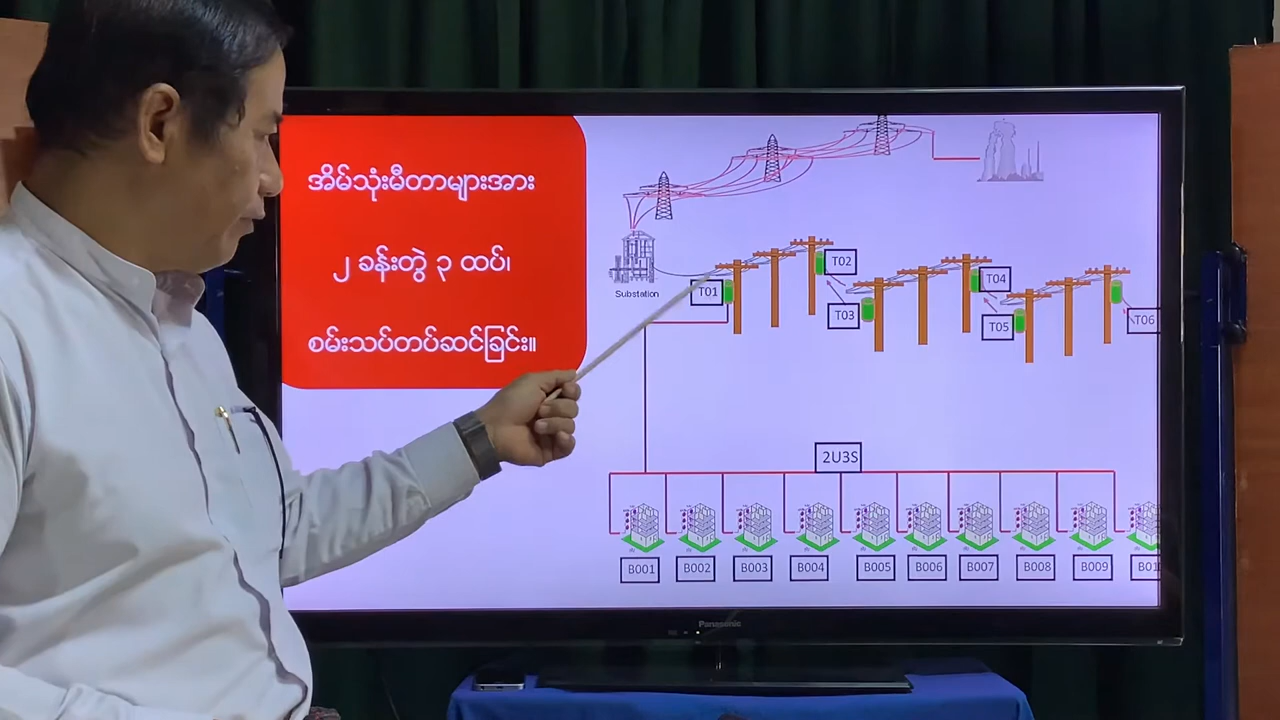 အိမ်သုံးမီတာများအား
၂ ခန်းတွဲ ၃ ထပ်၊
စမ်းသပ်တပ်ဆင်ခြင်း။
Substation
T01
T02
T03
T04
T05
T06
2U3S
B001
B002
B003
B004
B005
B006
B007
B008
B009
B01
Panasonic